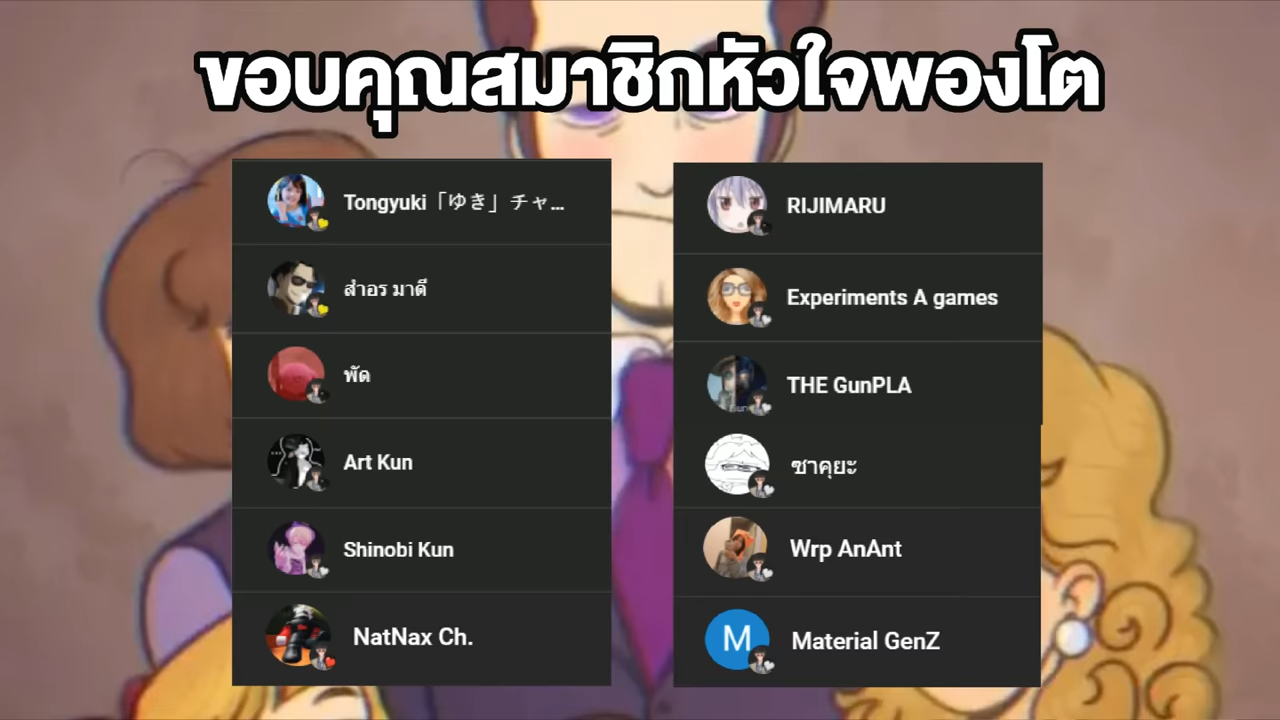 ขอบคุณสมาชิกหัวใจพองโต
Tongyuki「ゆき」チャ...
สำอร มาดี
พัด
Art Kun
Shinobi Kun
NatNax Ch.
RIJIMARU
Experiments A games
THE GunPLA
ซาคุยะ
Wrp AnAnt
M
Material GenZ